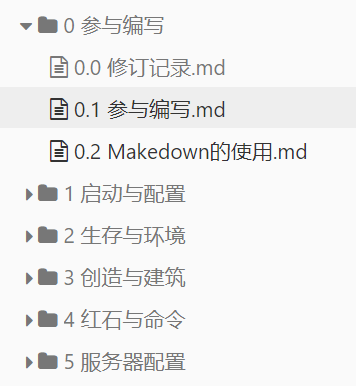 0 参与编写
0.0 修订记录.md
0.1 参与编写.md
0.2 Makedown的使用.md
1 启动与配置
2 生存与环境
3 创造与建筑
4 红石与命令
5 服务器配置